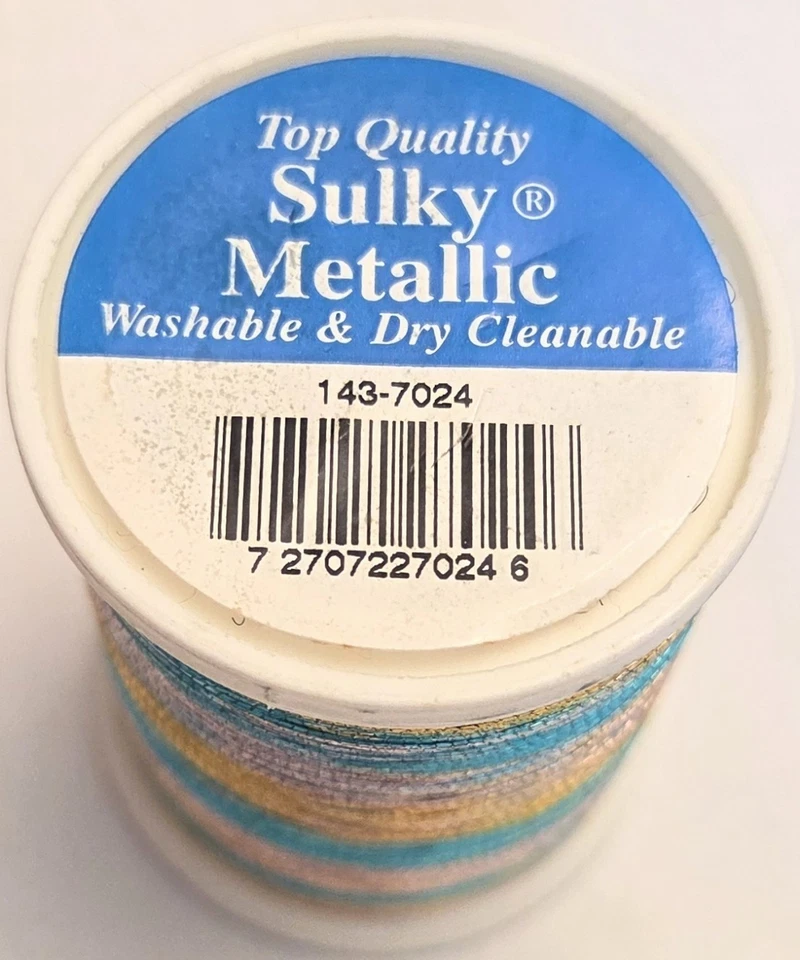 Top Quality
Sulky ®
Metallic
Washable & Dry Cleanable
143-7024
7 2707227024 6